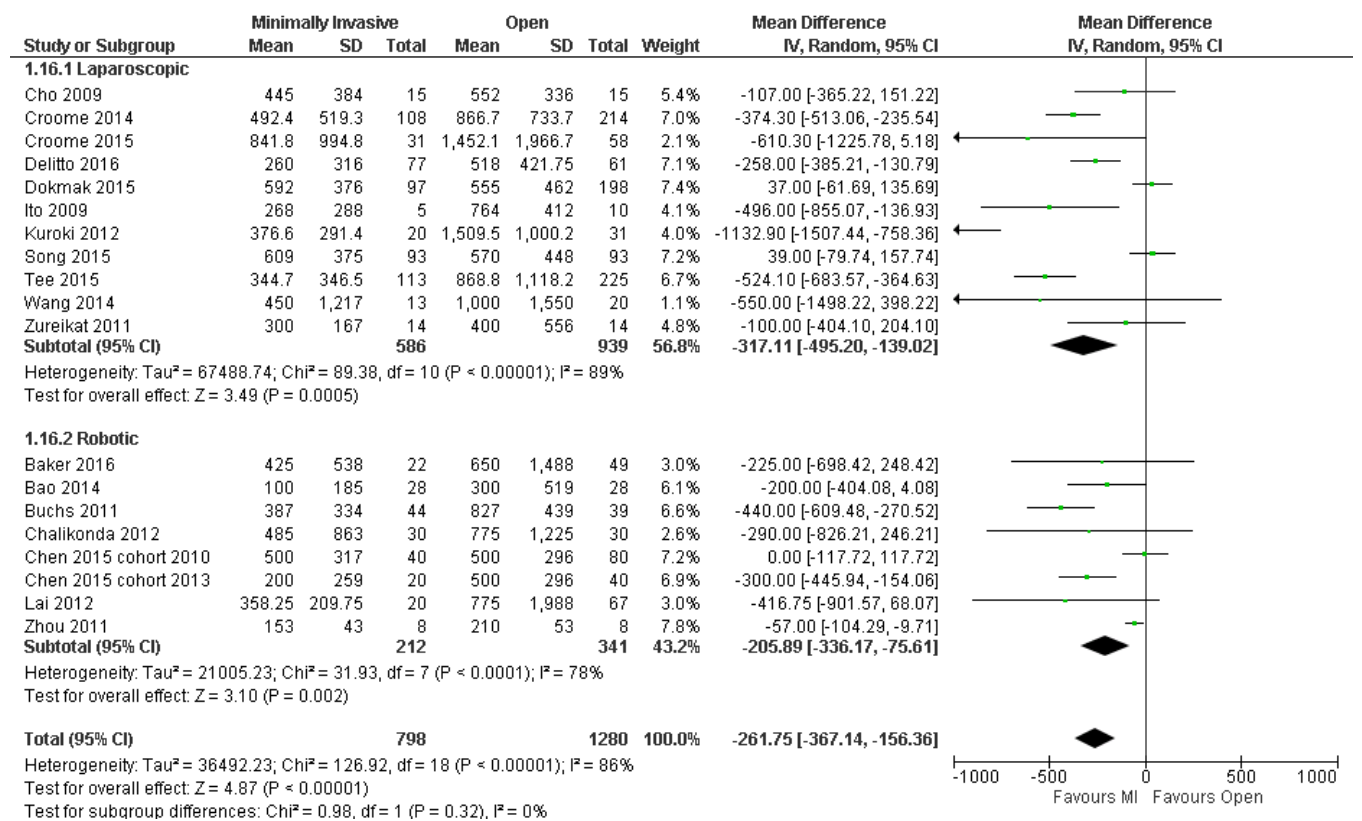 Minimally Invasive Open Mean Difference Mean Difference
Study or Subgroup Mean SD Total Mean SD Total Weight IV, Random, 95% CI IV, Random, 95% CI
1.16.1 Laparoscopic
Cho 2009 445 384 15 552 336 15 5.4% -107.00 [-365.22, 151.22]
Croome 2014 492.4 519.3 108 866.7 733.7 214 7.0% -374.30 [-513.06, -235.54]
Croome 2015 841.8 994.8 31 1,452.1 1,966.7 58 2.1% -610.30 [-1225.78, 5.18]
Delitto 2016 260 316 77 518 421.75 61 7.1% -258.00 [-385.21, -130.79]
Dokmak 2015 592 376 97 555 462 198 7.4% 37.00 [-61.69, 135.69]
Ito 2009 268 288 5 764 412 10 4.1% -496.00 [-855.07, -136.93]
Kuroki 2012 376.6 291.4 20 1,509.5 1,000.2 31 4.0% -1132.90 [-1507.44, -758.36]
Song 2015 609 375 93 570 448 93 7.2% 39.00 [-79.74, 157.74]
Tee 2015 344.7 346.5 113 868.8 1,118.2 225 6.7% -524.10 [-683.57, -364.63]
Wang 2014 450 1,217 13 1,000 1,550 20 1.1% -550.00 [-1498.22, 398.22]
Zureikat 2011 300 167 14 400 556 14 4.8% -100.00 [-404.10, 204.10]
Subtotal (95% CI) 586 939 56.8% -317.11 [-495.20, -139.02]
Heterogeneity: Tau² = 67488.74; Chi² = 89.38, df = 10 (P < 0.00001); I² = 89%
Test for overall effect: Z = 3.49 (P = 0.0005)
1.16.2 Robotic
Baker 2016 425 538 22 650 1,488 49 3.0% -225.00 [-698.42, 248.42]
Bao 2014 100 185 28 300 519 28 6.1% -200.00 [-404.08, 4.08]
Buchs 2011 387 334 44 827 439 39 6.6% -440.00 [-609.48, -270.52]
Chalikonda 2012 485 863 30 775 1,225 30 2.6% -290.00 [-826.21, 246.21]
Chen 2015 cohort 2010 500 317 40 500 296 80 7.2% 0.00 [-117.72, 117.72]
Chen 2015 cohort 2013 200 259 20 500 296 40 6.9% -300.00 [-445.94, -154.06]
Lai 2012 358.25 209.75 20 775 1,988 67 3.0% -416.75 [-901.57, 68.07]
Zhou 2011 153 43 8 210 53 8 7.8% -57.00 [-104.29, -9.71]
Subtotal (95% CI) 212 341 43.2% -205.89 [-336.17, -75.61]
Heterogeneity: Tau² = 21005.23; Chi² = 31.93, df = 7 (P < 0.0001); I² = 78%
Test for overall effect: Z = 3.10 (P = 0.002)
Total (95% CI) 798 1280 100.0% -261.75 [-367.14, -156.36]
Heterogeneity: Tau² = 36492.23; Chi² = 126.92, df = 18 (P < 0.00001); I² = 86%
Test for overall effect: Z = 4.87 (P < 0.00001)
Test for subgroup differences: Chi² = 0.98, df = 1 (P = 0.32), I² = 0%
-1000 -500 0 500 1000
Favours MI Favours Open